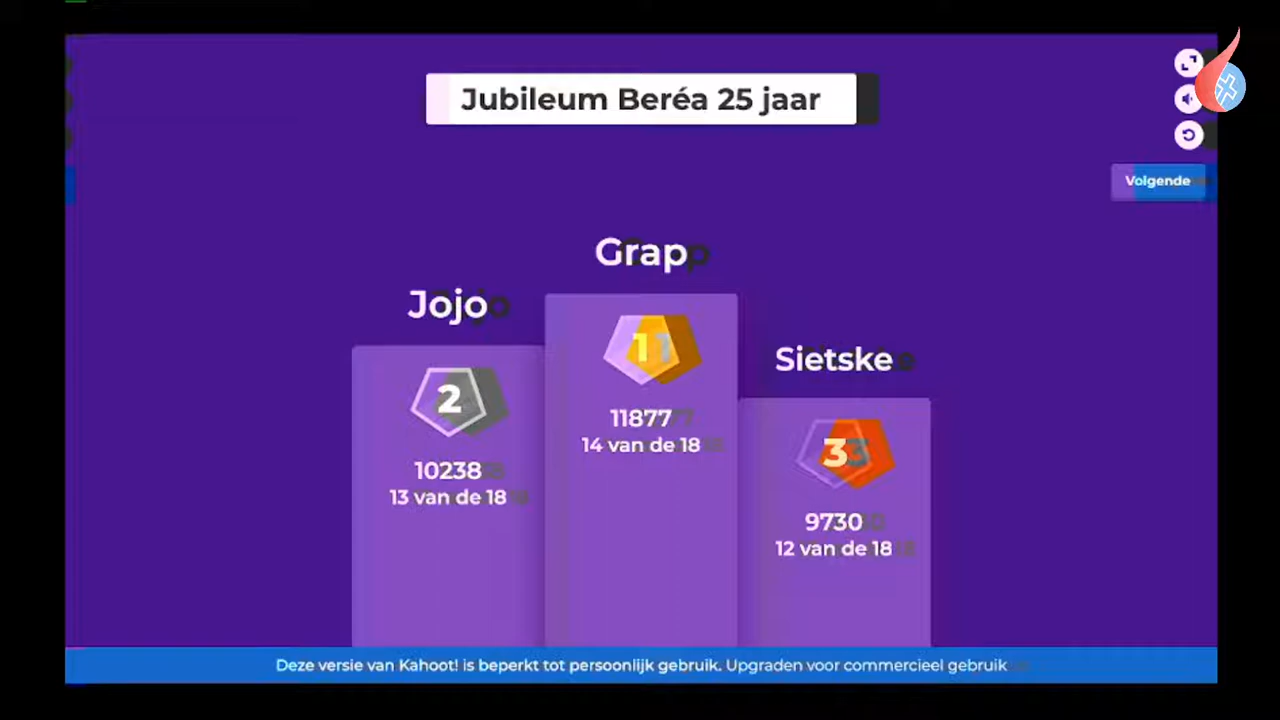 Jubileum Beréa 25 jaar
Volgende
Grapp
Jojo
Sietske
1
2
3
11877
14 van de 18
10238
13 van de 18
9730
12 van de 18
Deze versie van Kahoot! is beperkt tot persoonlijk gebruik. Upgraden voor commercieel gebruik